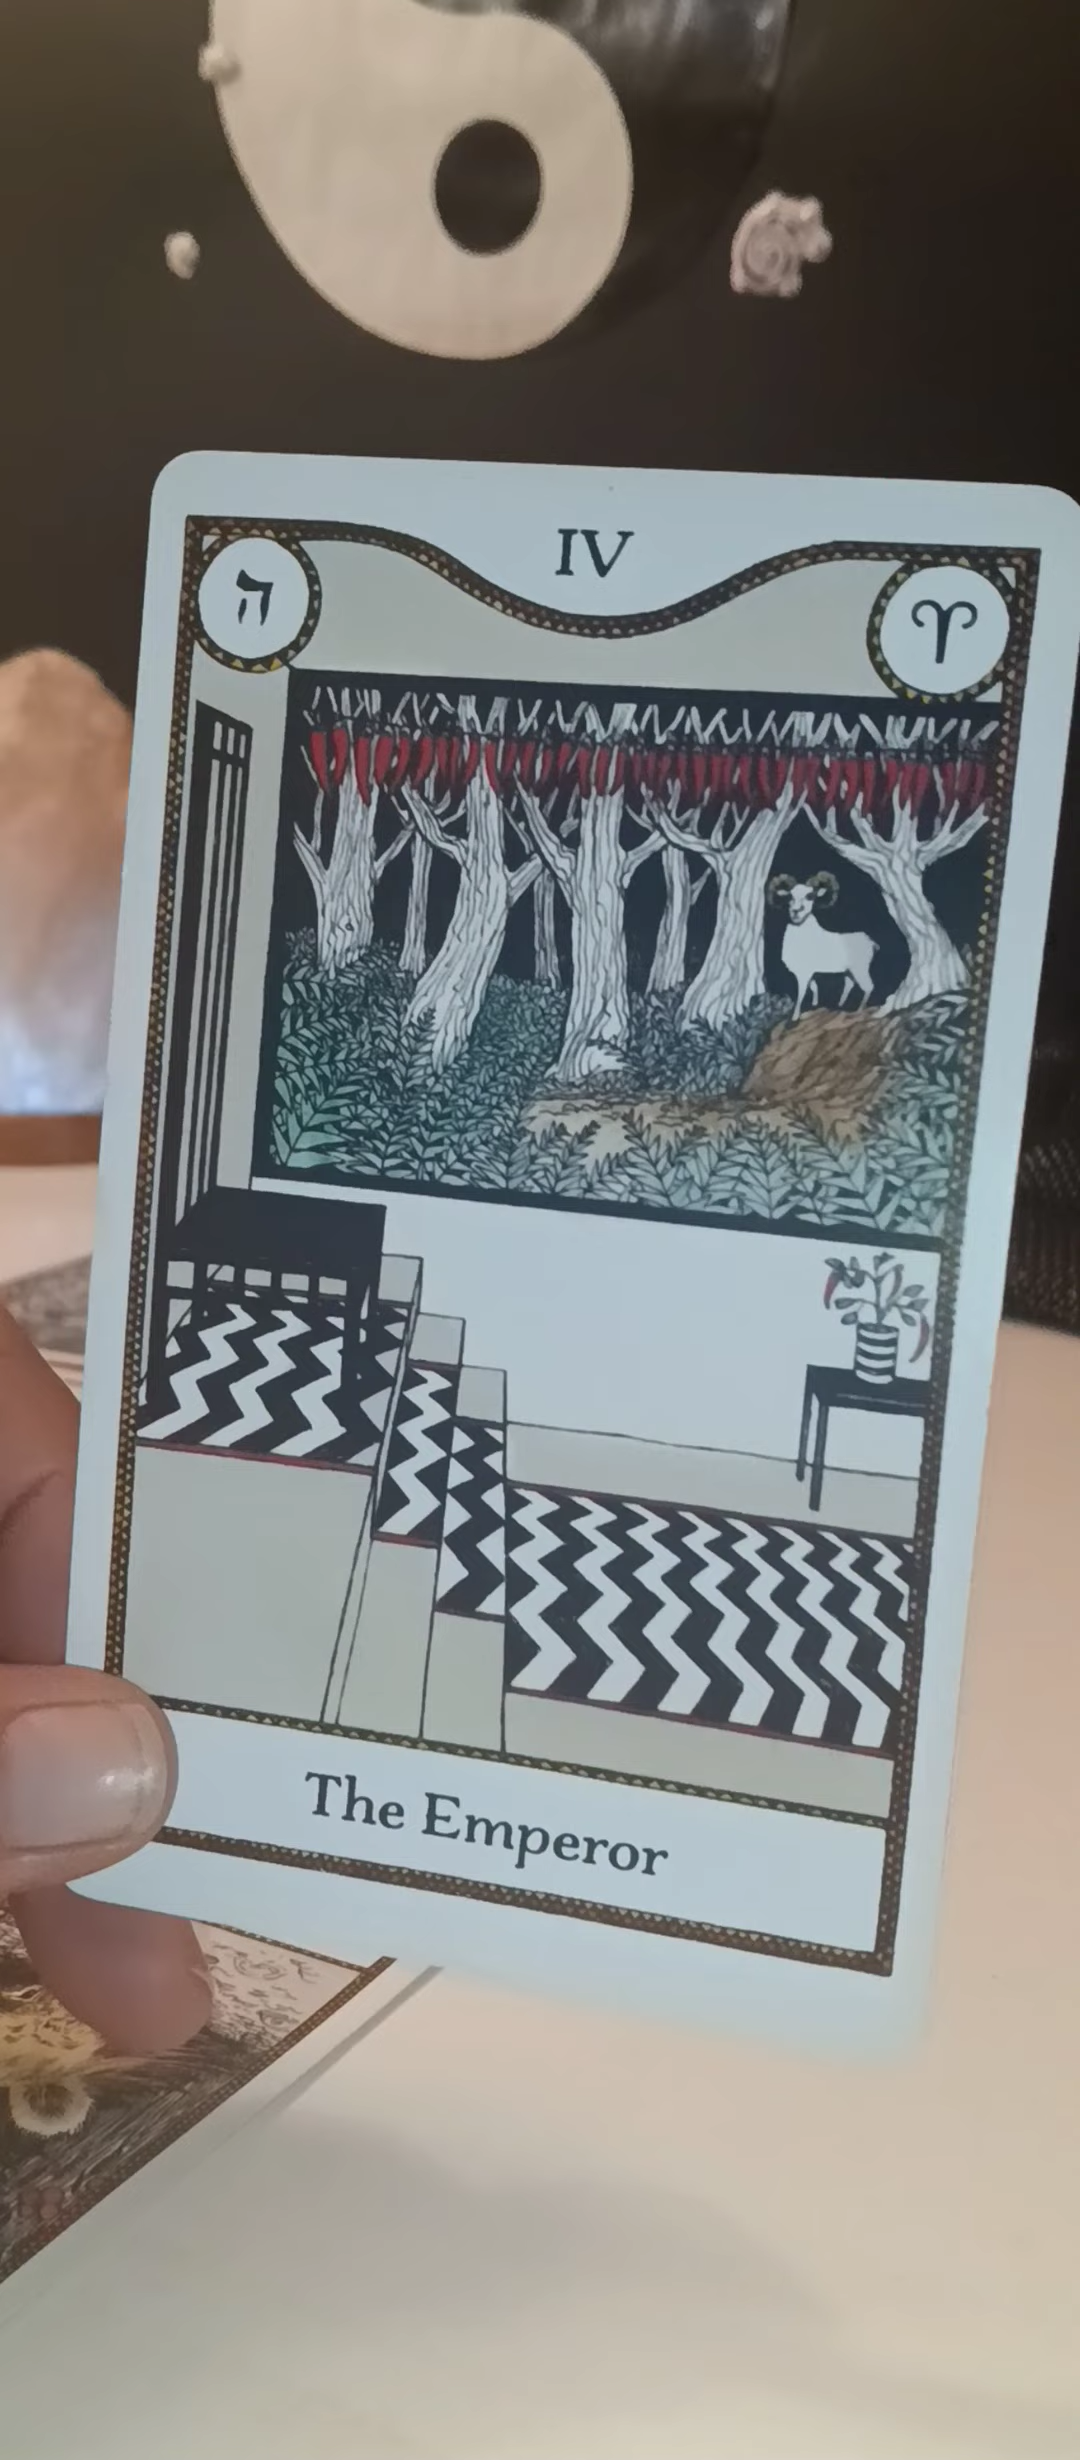 IV
ה
♈
The Emperor